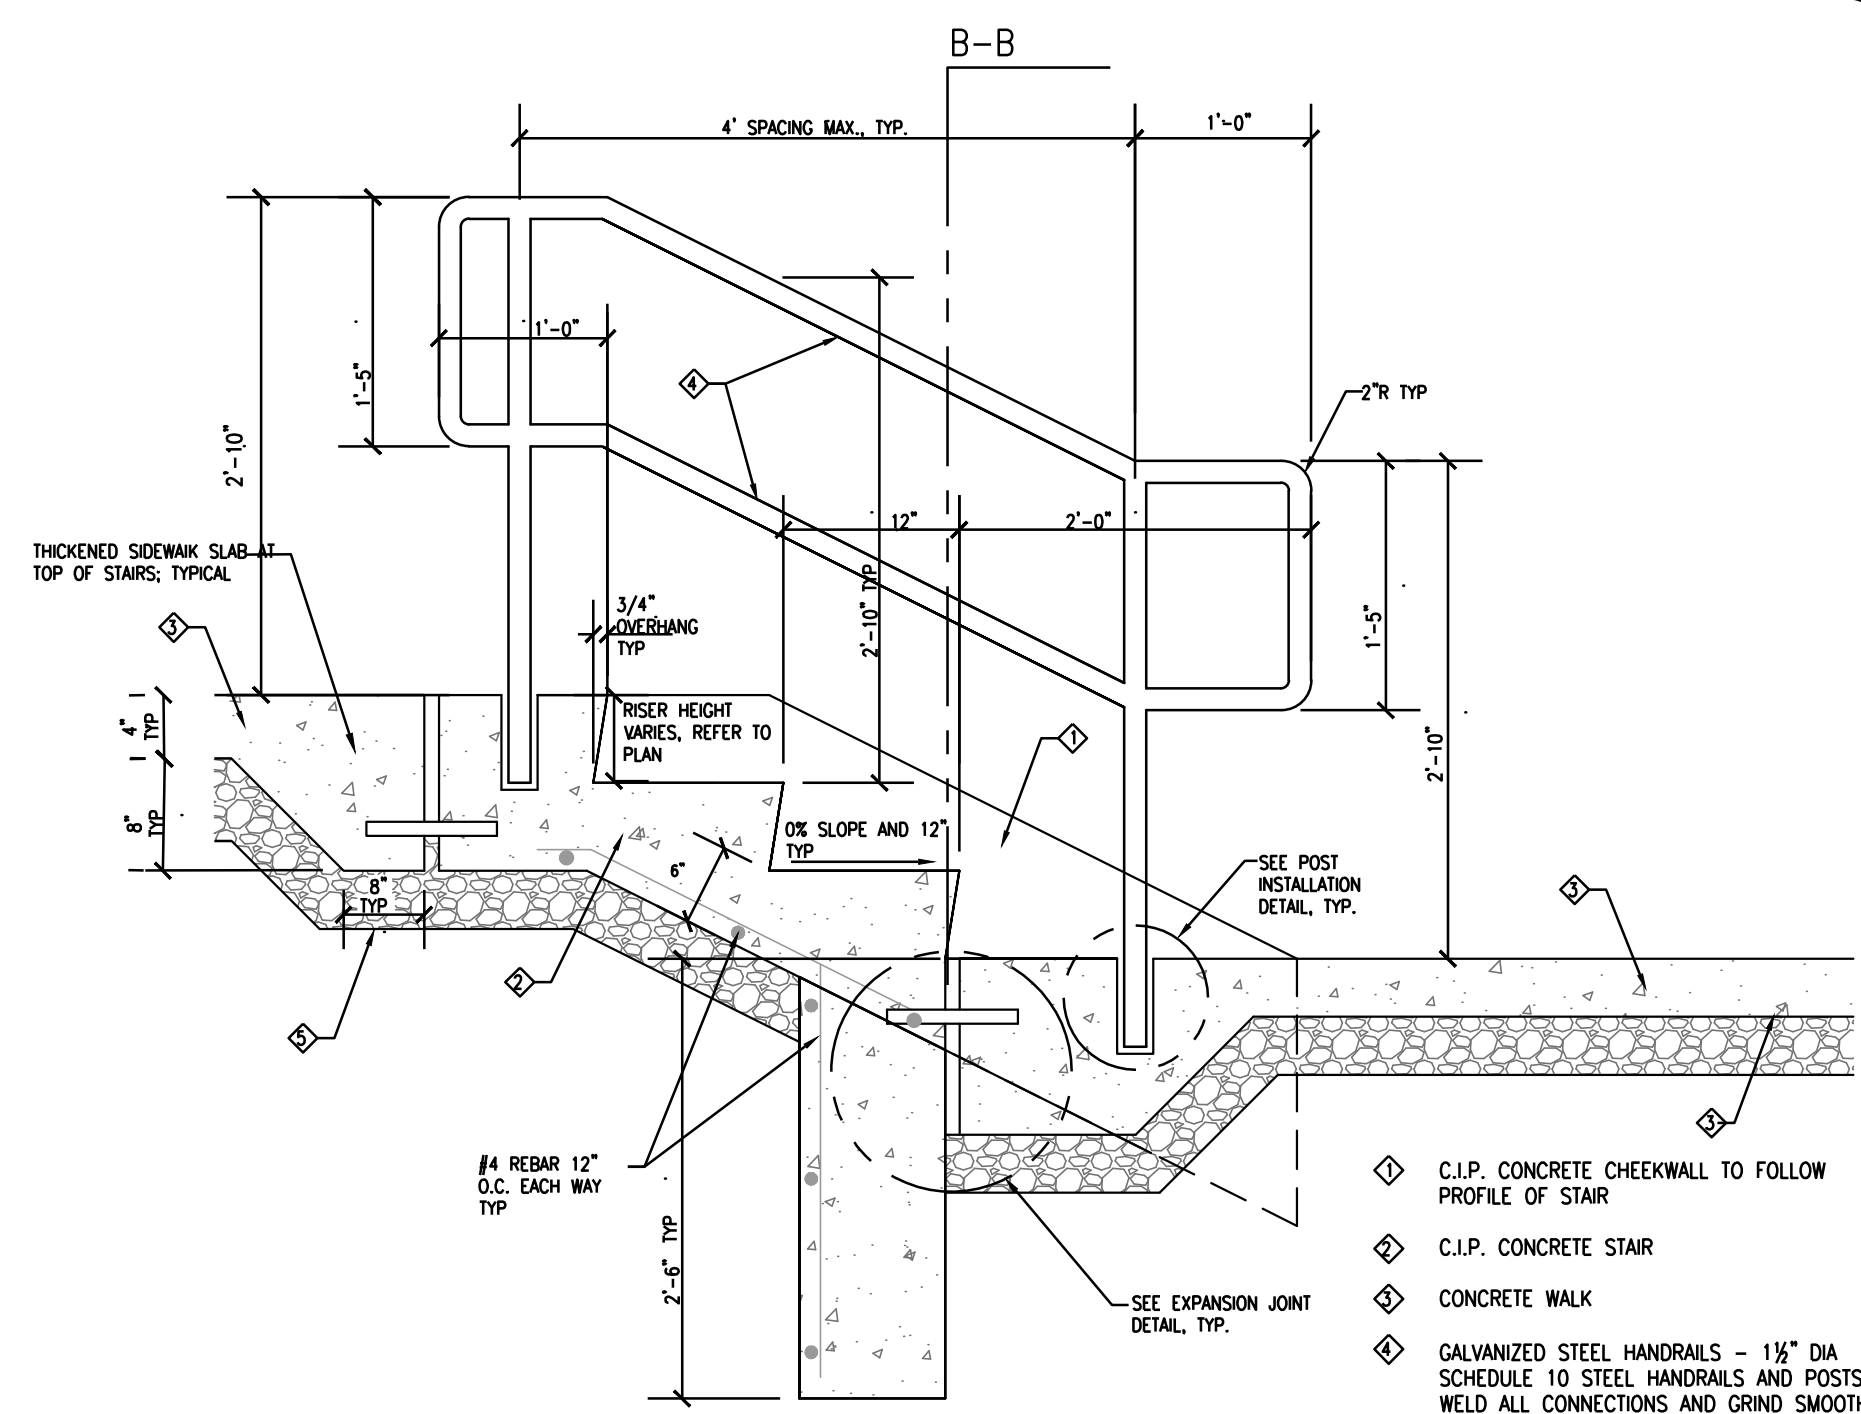 B-B
4' SPACING MAX., TYP.
1'-0"
1'-0"
1'-5"
2'-10"
4
2"R TYP
12"
2'-0"
THICKENED SIDEWAlK SLAB AT
TOP OF STAIRS; TYPICAL
3
3/4"
OVERHANG
TYP
2'-10" TYP
1'-5"
2'-10"
4"
TYP
8"
TYP
RISER HEIGHT
VARIES, REFER TO
PLAN
1
0% SLOPE AND 12"
TYP
6"
8"
TYP
SEE POST
INSTALLATION
DETAIL, TYP.
3
2
5
3
#4 REBAR 12"
O.C. EACH WAY
TYP
2'-6" TYP
SEE EXPANSION JOINT
DETAIL, TYP.
1 C.I.P. CONCRETE CHEEKWALL TO FOLLOW
PROFILE OF STAIR
2 C.I.P. CONCRETE STAIR
3 CONCRETE WALK
4 GALVANIZED STEEL HANDRAILS - 1½" DIA
SCHEDULE 10 STEEL HANDRAILS AND POSTS
WELD ALL CONNECTIONS AND GRIND SMOOTH